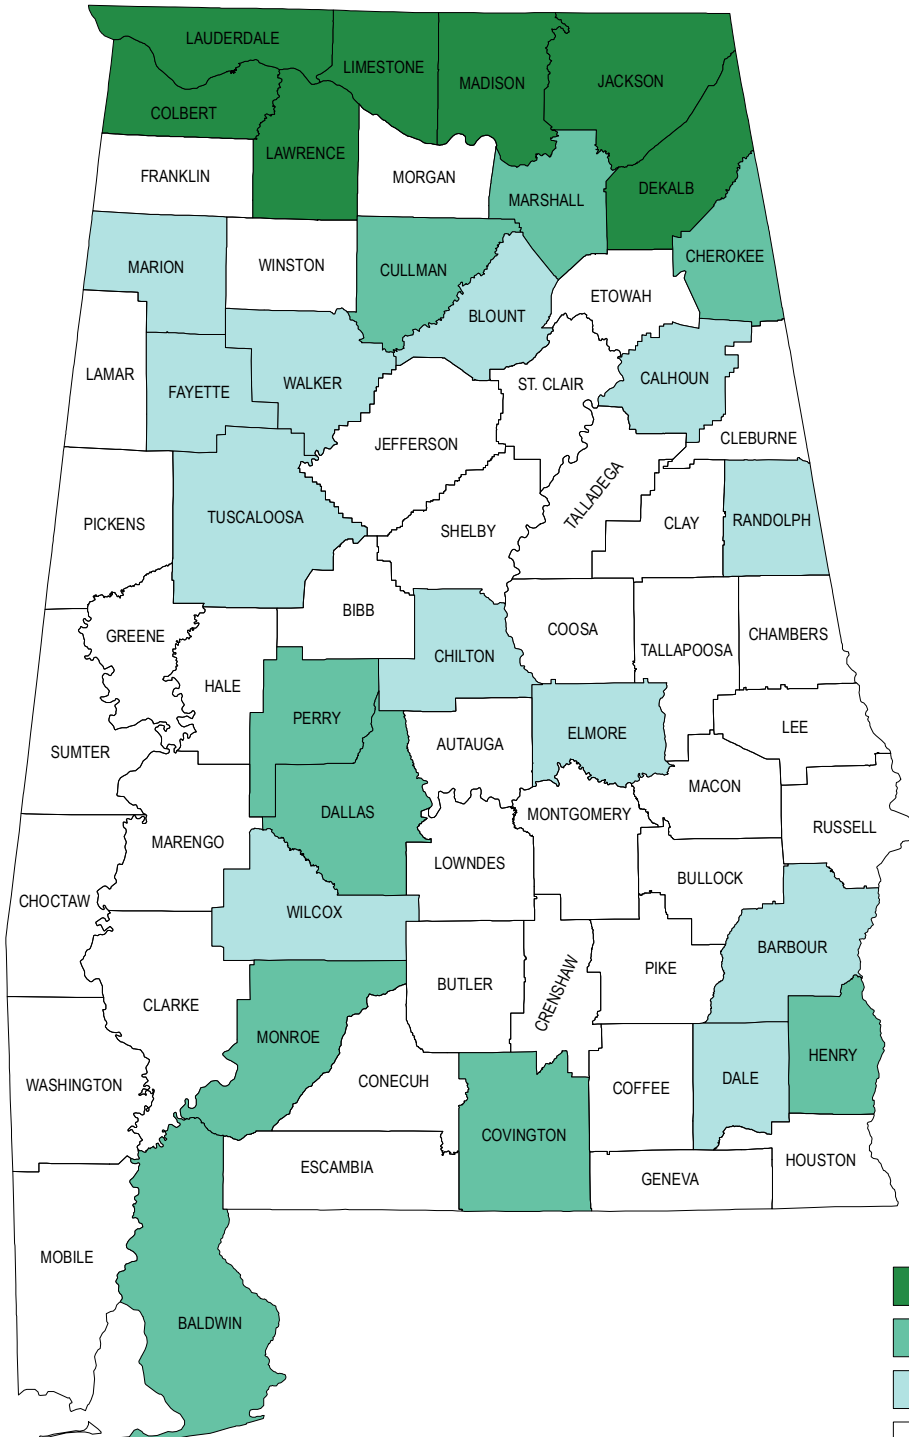 LAUDERDALE
LIMESTONE
MADISON
JACKSON
COLBERT
LAWRENCE
FRANKLIN
MORGAN
MARSHALL
DEKALB
MARION
WINSTON
CULLMAN
CHEROKEE
BLOUNT
ETOWAH
LAMAR
FAYETTE
WALKER
ST. CLAIR
CALHOUN
JEFFERSON
CLEBURNE
TALLADEGA
PICKENS
TUSCALOOSA
SHELBY
CLAY
RANDOLPH
BIBB
GREENE
COOSA
CHAMBERS
TALLAPOOSA
CHILTON
HALE
PERRY
LEE
SUMTER
AUTAUGA
ELMORE
MACON
DALLAS
MONTGOMERY
RUSSELL
MARENGO
LOWNDES
BULLOCK
CHOCTAW
WILCOX
BARBOUR
PIKE
BUTLER
CRENSHAW
CLARKE
MONROE
HENRY
WASHINGTON
CONECUH
COFFEE
DALE
COVINGTON
ESCAMBIA
HOUSTON
GENEVA
MOBILE
BALDWIN